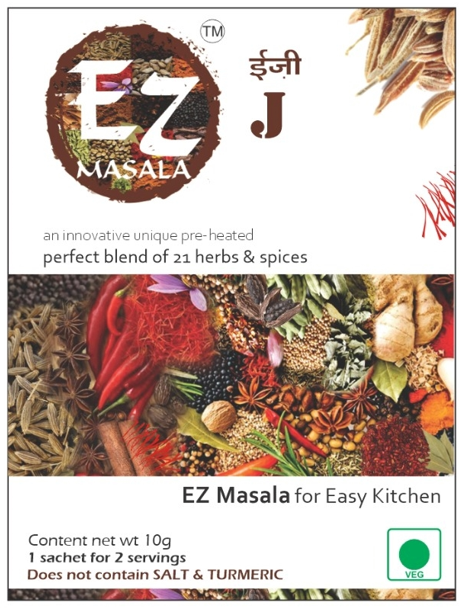 EZ
MASALA
TM
ईज़ी
J
an innovative unique pre-heated
perfect blend of 21 herbs & spices
EZ Masala for Easy Kitchen
Content net wt 10g
1 sachet for 2 servings
Does not contain SALT & TURMERIC
VEG